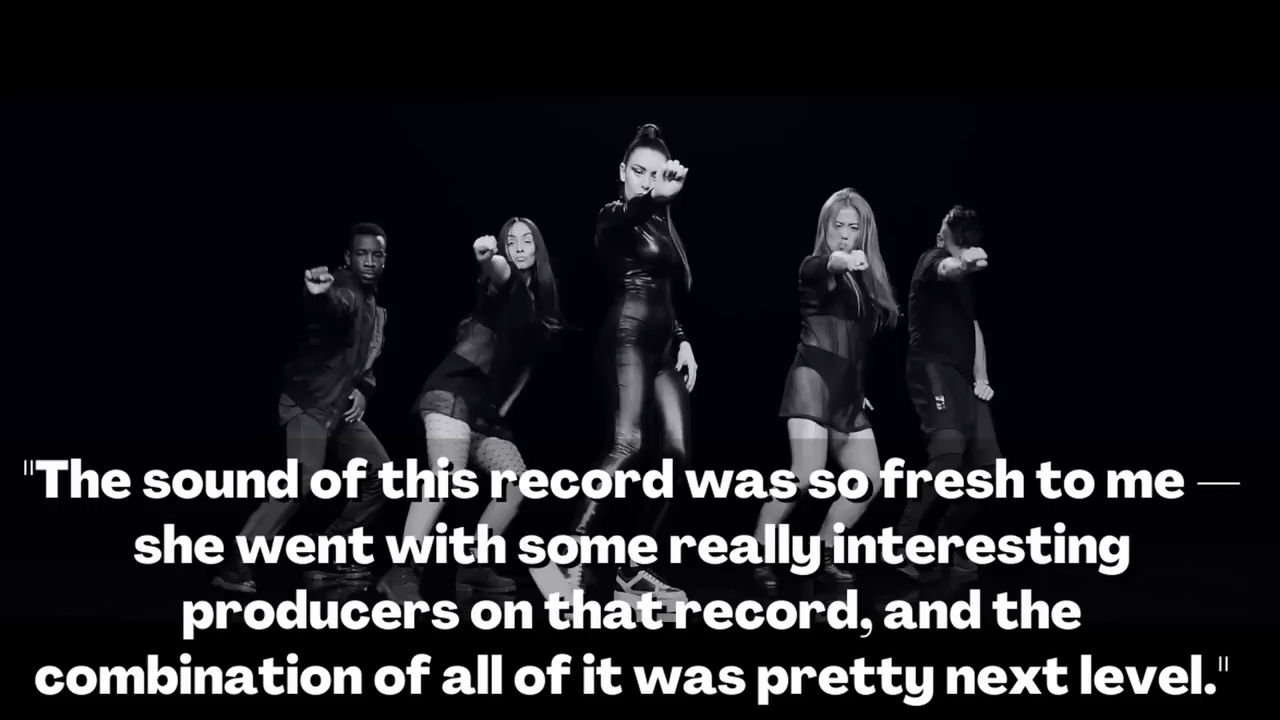 "The sound of this record was so fresh to me —
she went with some really interesting
producers on that record, and the
combination of all of it was pretty next level."